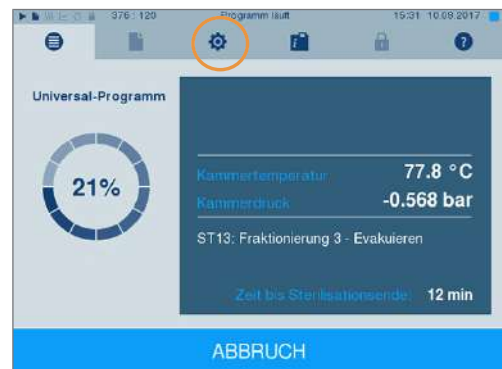 376 : 120 Programm läuft 15:31 10.08.2017
Universal-Programm
21%
Kammertemperatur 77.8 °C
Kammerdruck -0.568 bar
ST13: Fraktionierung 3 - Evakuieren
Zeit bis Sterilisationsende: 12 min
ABBRUCH